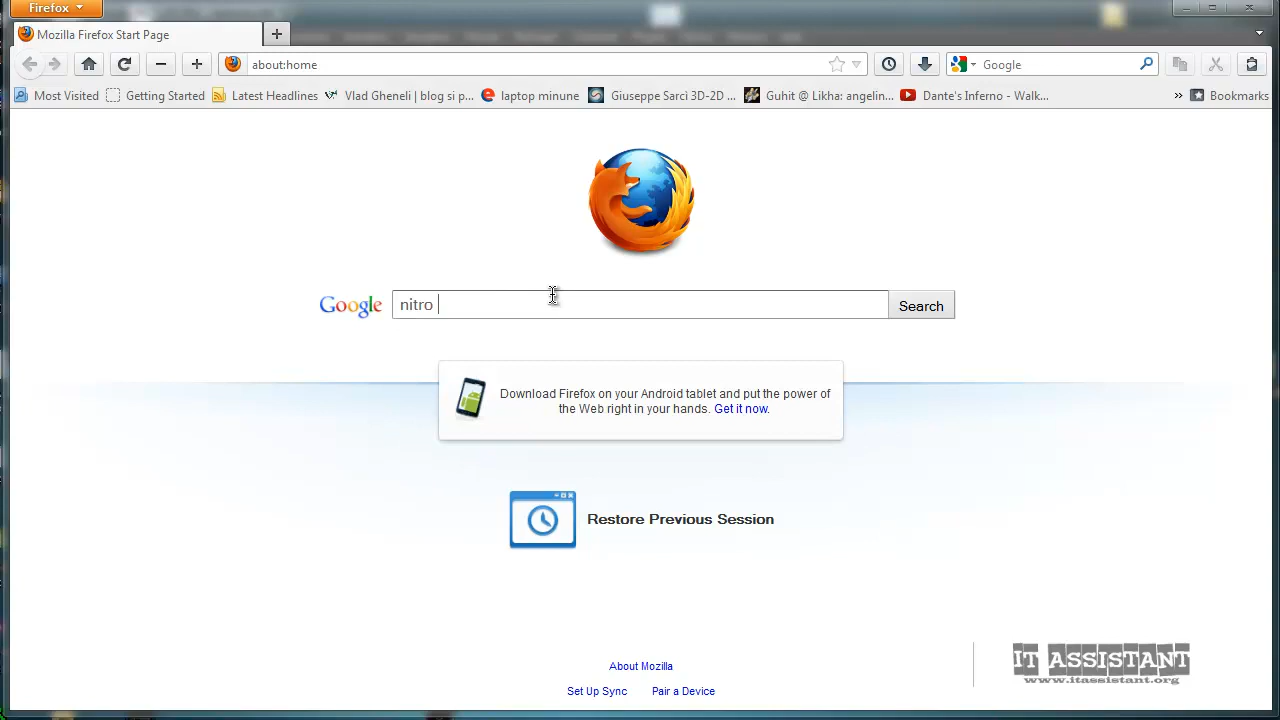 Firefox
Mozilla Firefox Start Page
about:home
Google
Most Visited
Getting Started
Latest Headlines
Vlad Gheneli | blog si p...
laptop minune
Giuseppe Sarci 3D-2D ...
Guhit @ Likha: angelin...
Dante's Inferno - Walk...
Bookmarks
Google
nitro
Search
Download Firefox on your Android tablet and put the power of
the Web right in your hands. Get it now.
Restore Previous Session
About Mozilla
Set Up Sync
Pair a Device
IT ASSISTANT
www.itassistant.org